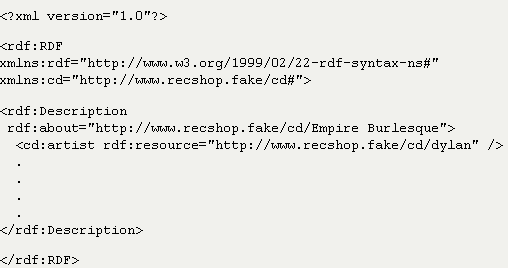 <?xml version="1.0"?>
<rdf:RDF
xmlns:rdf="http://www.w3.org/1999/02/22-rdf-syntax-ns#"
xmlns:cd="http://www.recshop.fake/cd#">
<rdf:Description
rdf:about="http://www.recshop.fake/cd/Empire Burlesque">
<cd:artist rdf:resource="http://www.recshop.fake/cd/dylan" />
.
.
.
.
</rdf:Description>
</rdf:RDF>